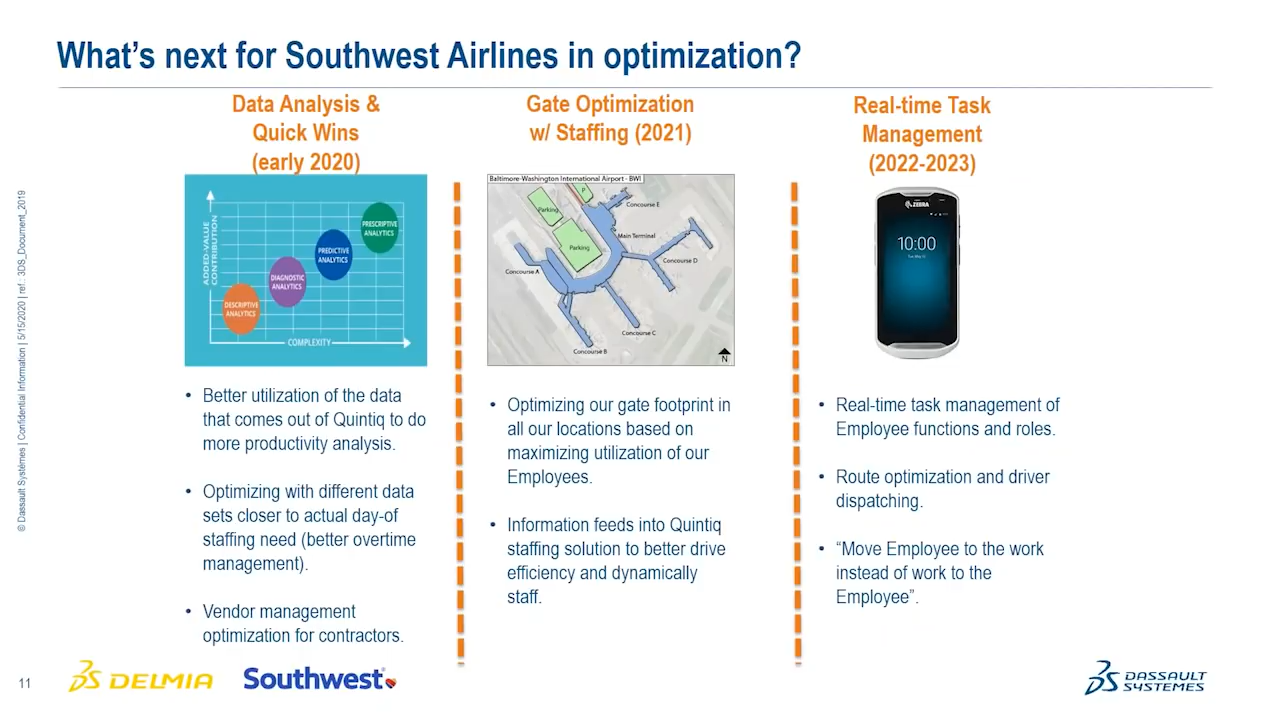 What's next for Southwest Airlines in optimization?
Data Analysis &
Quick Wins
(early 2020)
ADDED-VALUE
CONTRIBUTION
DESCRIPTIVE
ANALYTICS
DIAGNOSTIC
ANALYTICS
PREDICTIVE
ANALYTICS
PRESCRIPTIVE
ANALYTICS
COMPLEXITY
• Better utilization of the data
that comes out of Quintiq to do
more productivity analysis.
• Optimizing with different data
sets closer to actual day-of
staffing need (better overtime
management).
• Vendor management
optimization for contractors.
Gate Optimization
w/ Staffing (2021)
Baltimore-Washington International Airport - BWI
P
Parking
Concourse E
Main Terminal
Parking
Concourse D
Concourse A
Concourse C
Concourse B
N
• Optimizing our gate footprint in
all our locations based on
maximizing utilization of our
Employees.
• Information feeds into Quintiq
staffing solution to better drive
efficiency and dynamically
staff.
Real-time Task
Management
(2022-2023)
ZEBRA
10:00
• Real-time task management of
Employee functions and roles.
• Route optimization and driver
dispatching.
• “Move Employee to the work
instead of work to the
Employee”.
© Dassault Systèmes | Confidential Information | 5/15/2020 | ref.: 3DS_Document_2019
11
DELMIA
Southwest®
DASSAULT
SYSTEMES